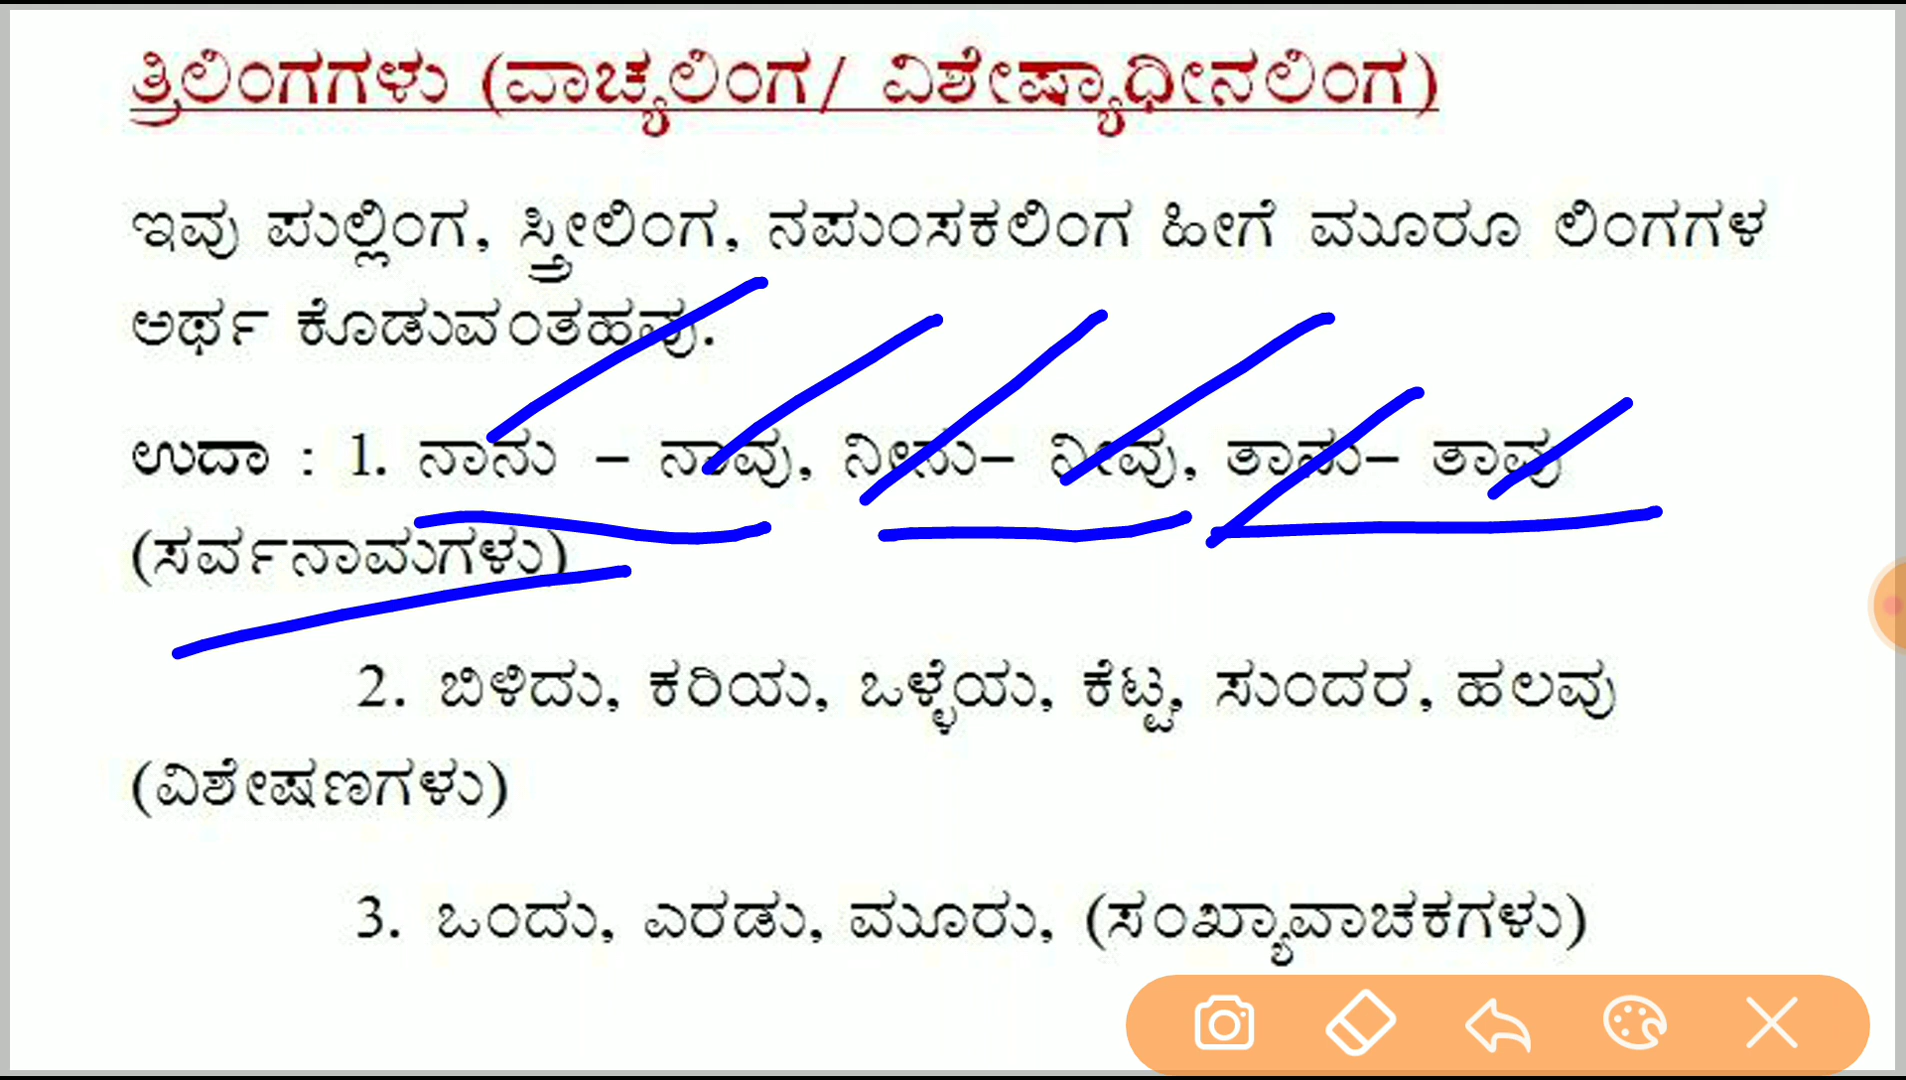 ತ್ರಿಲಿಂಗಗಳು (ವಾಚ್ಯಲಿಂಗ/ ವಿಶೇಷ್ಯಾಧೀನಲಿಂಗ)
ಇವು ಪುಲ್ಲಿಂಗ, ಸ್ತ್ರೀಲಿಂಗ, ನಪುಂಸಕಲಿಂಗ ಹೀಗೆ ಮೂರೂ ಲಿಂಗಗಳ
ಅರ್ಥ ಕೊಡುವಂತಹವು.
ಉದಾ : 1. ನಾನು – ನಾವು, ನೀನು– ನೀವು, ತಾನು– ತಾವು
(ಸರ್ವನಾಮಗಳು)
2. ಬಿಳಿದು, ಕರಿಯ, ಒಳ್ಳೆಯ, ಕೆಟ್ಟ, ಸುಂದರ, ಹಲವು
(ವಿಶೇಷಣಗಳು)
3. ಒಂದು, ಎರಡು, ಮೂರು, (ಸಂಖ್ಯಾವಾಚಕಗಳು)